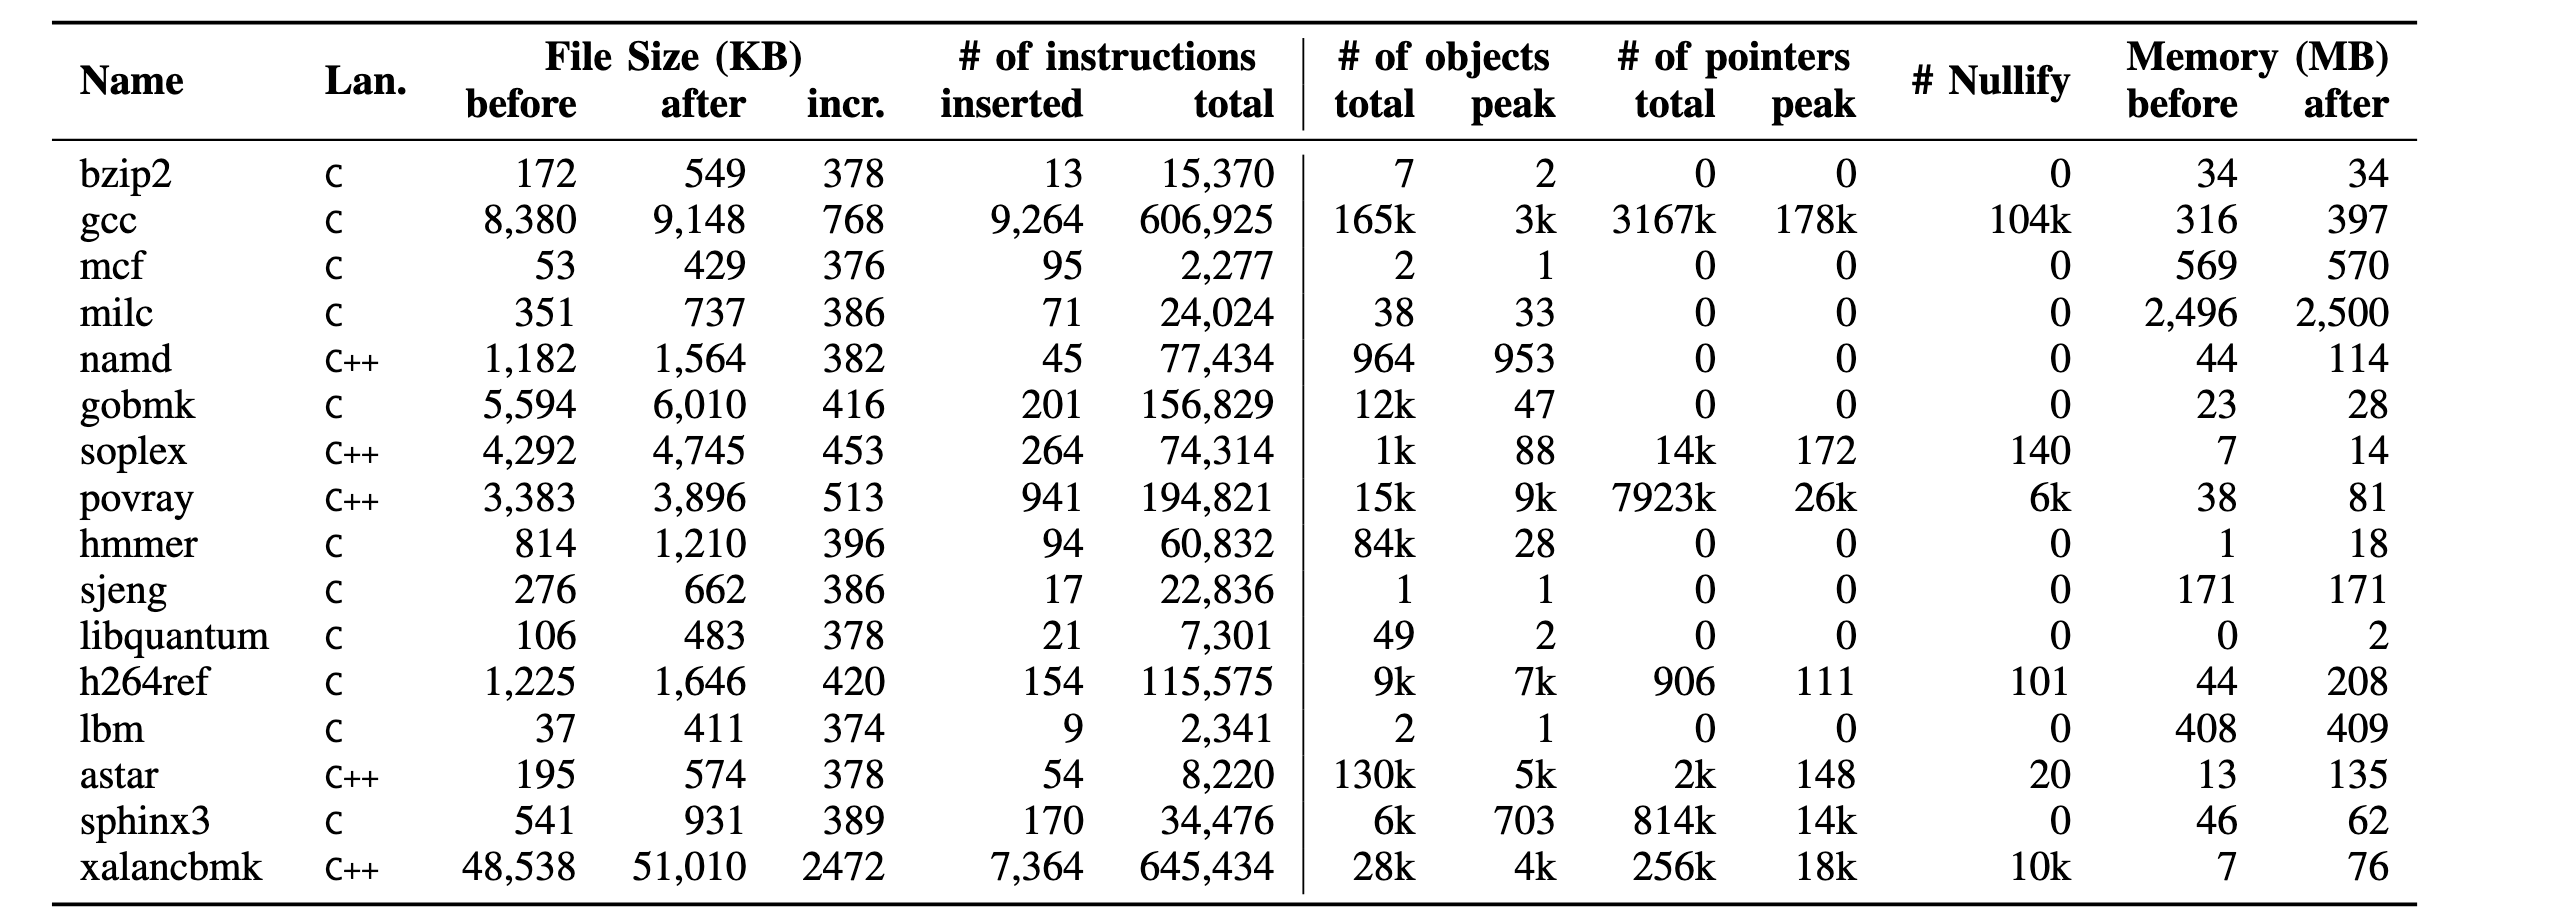 File Size (KB) # of instructions # of objects # of pointers Memory (MB)
Name Lan. # Nullify
before after incr. inserted total total peak total peak before after
bzip2 C 172 549 378 13 15,370 7 2 0 0 0 34 34
gcc C 8,380 9,148 768 9,264 606,925 165k 3k 3167k 178k 104k 316 397
mcf C 53 429 376 95 2,277 2 1 0 0 0 569 570
milc C 351 737 386 71 24,024 38 33 0 0 0 2,496 2,500
namd C++ 1,182 1,564 382 45 77,434 964 953 0 0 0 44 114
gobmk C 5,594 6,010 416 201 156,829 12k 47 0 0 0 23 28
soplex C++ 4,292 4,745 453 264 74,314 1k 88 14k 172 140 7 14
povray C++ 3,383 3,896 513 941 194,821 15k 9k 7923k 26k 6k 38 81
hmmer C 814 1,210 396 94 60,832 84k 28 0 0 0 1 18
sjeng C 276 662 386 17 22,836 1 1 0 0 0 171 171
libquantum C 106 483 378 21 7,301 49 2 0 0 0 0 2
h264ref C 1,225 1,646 420 154 115,575 9k 7k 906 111 101 44 208
lbm C 37 411 374 9 2,341 2 1 0 0 0 408 409
astar C++ 195 574 378 54 8,220 130k 5k 2k 148 20 13 135
sphinx3 C 541 931 389 170 34,476 6k 703 814k 14k 0 46 62
xalancbmk C++ 48,538 51,010 2472 7,364 645,434 28k 4k 256k 18k 10k 7 76